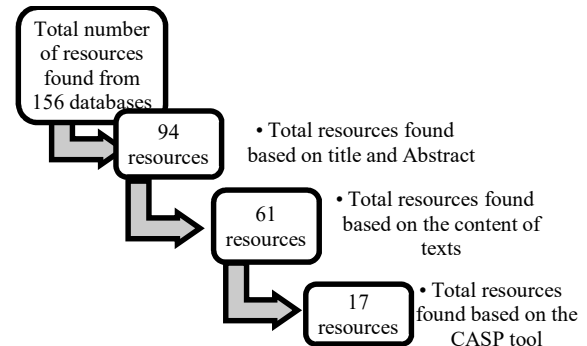 Total number
of resources
found from
156 databases
94
resources
• Total resources found
based on title and Abstract
61
resources
• Total resources found
based on the content of
texts
17
resources
• Total resources
found based on the
CASP tool